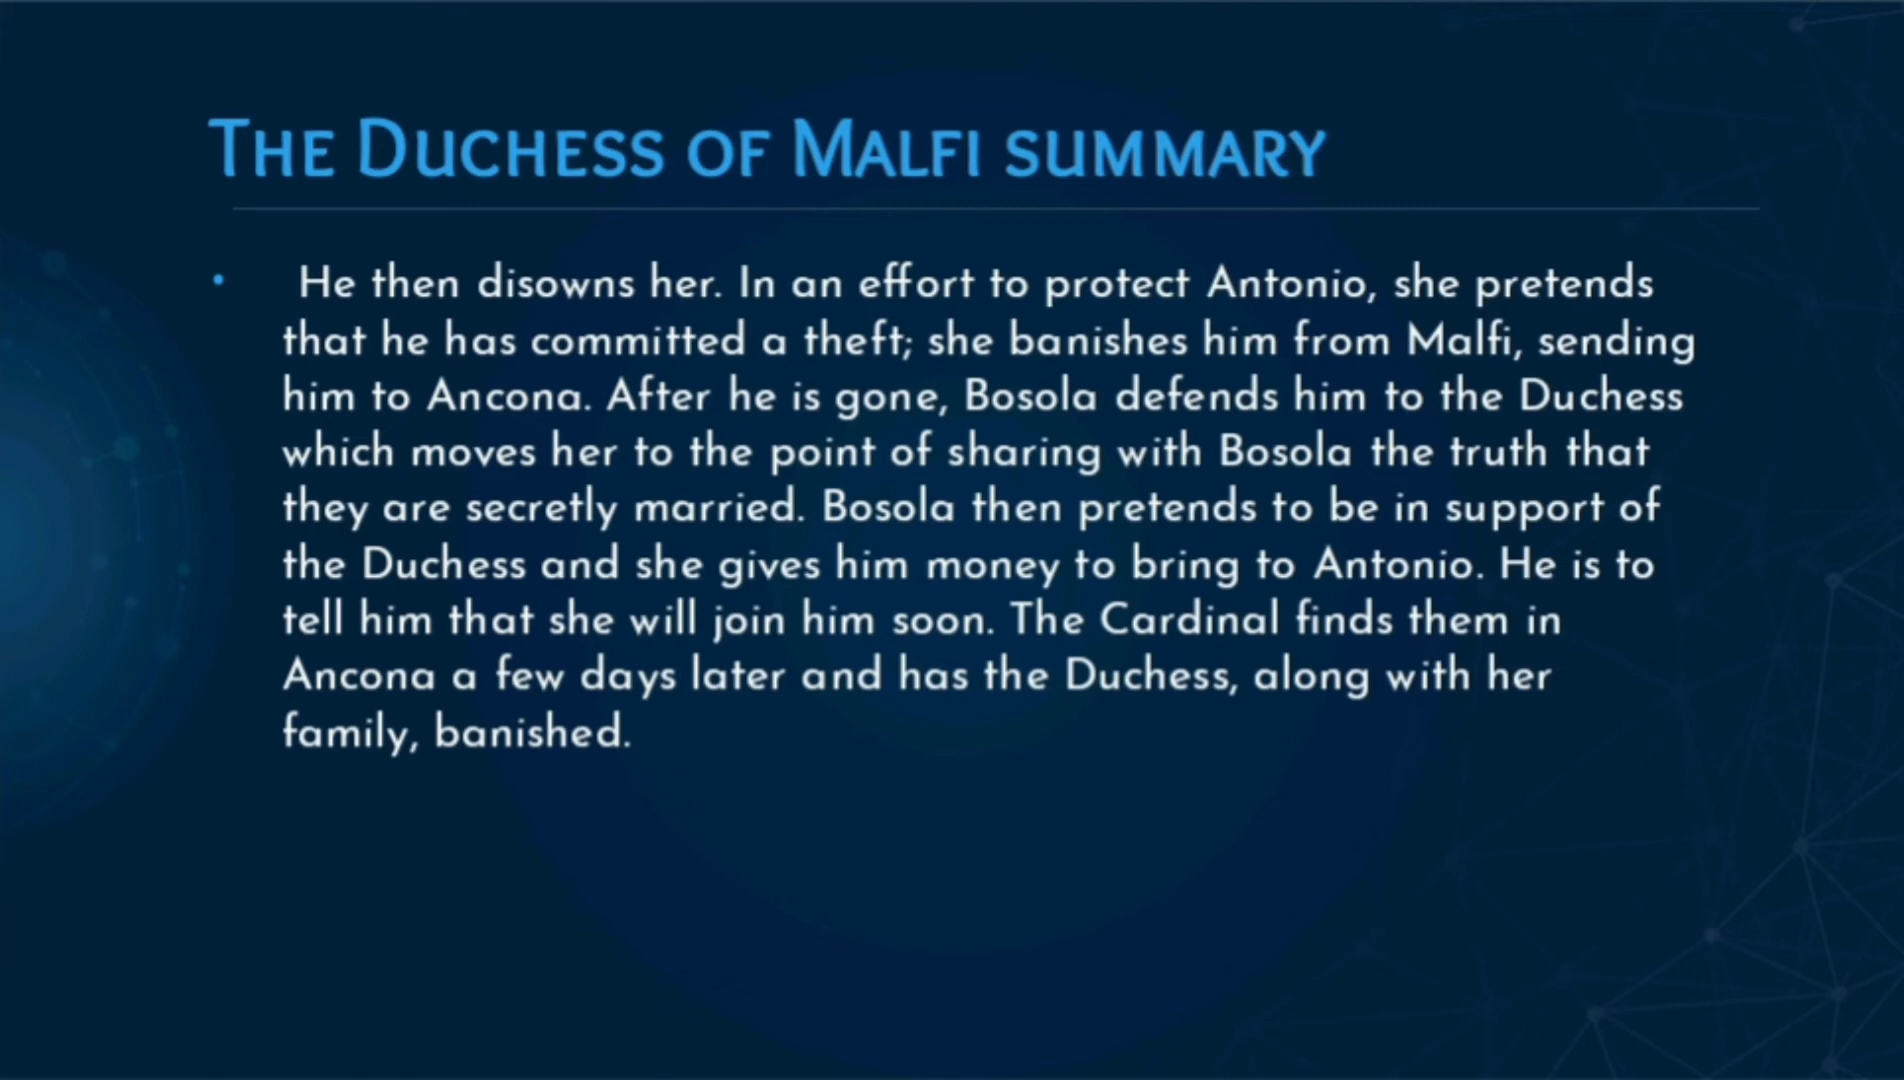 The Duchess of Malfi summary
• He then disowns her. In an effort to protect Antonio, she pretends
that he has committed a theft; she banishes him from Malfi, sending
him to Ancona. After he is gone, Bosola defends him to the Duchess
which moves her to the point of sharing with Bosola the truth that
they are secretly married. Bosola then pretends to be in support of
the Duchess and she gives him money to bring to Antonio. He is to
tell him that she will join him soon. The Cardinal finds them in
Ancona a few days later and has the Duchess, along with her
family, banished.